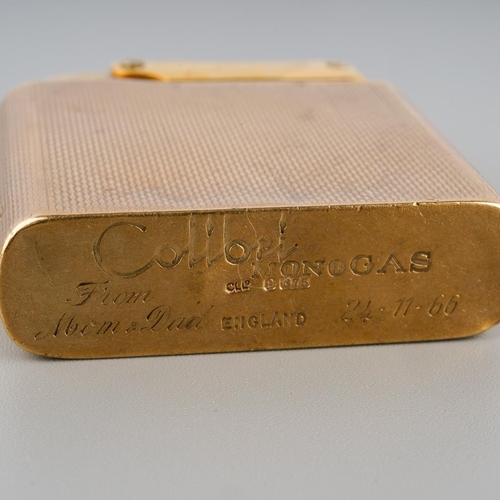 Colibri
MONOGAS
9 .375
From
Mom & Dad
ENGLAND
24-11-66